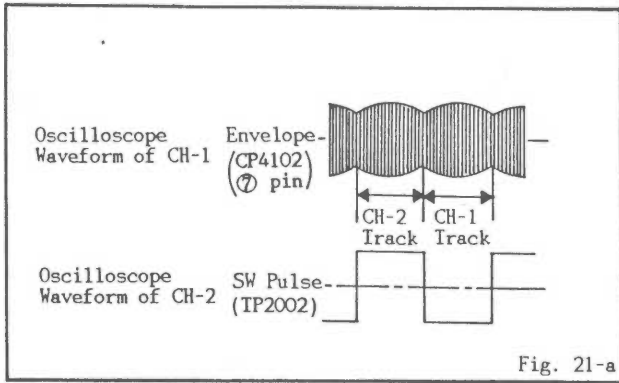 Oscilloscope Envelope
Waveform of CH-1 (CP4102
⑦ pin)
CH-2 CH-1
Track Track
Oscilloscope SW Pulse
Waveform of CH-2 (TP2002)
Fig. 21-a